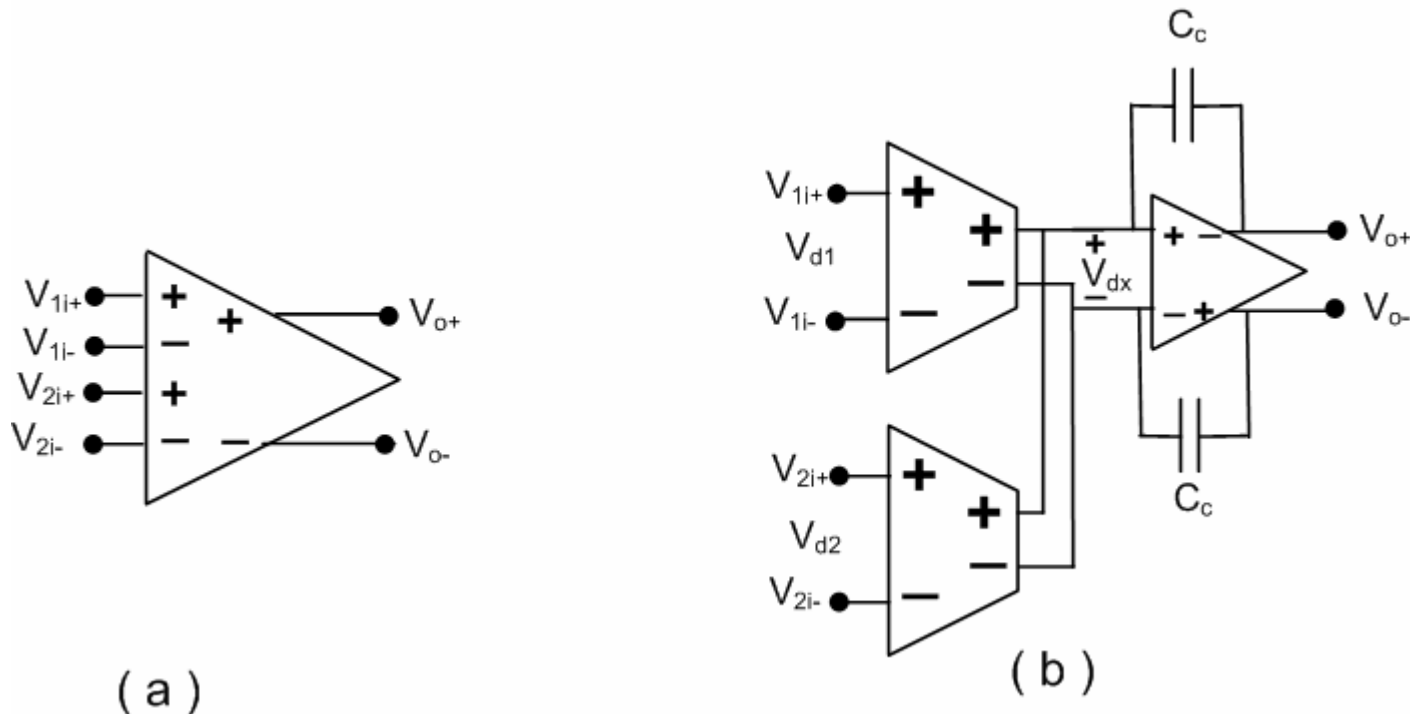 V1i+
V1i-
V2i+
V2i-
+
−
+
−
+
−
Vo+
Vo-
( a )
Cc
V1i+
Vd1
V1i-
+
−
+
−
+
Vdx
−
+ −
− +
Vo+
Vo-
Cc
V2i+
Vd2
V2i-
+
−
+
−
( b )